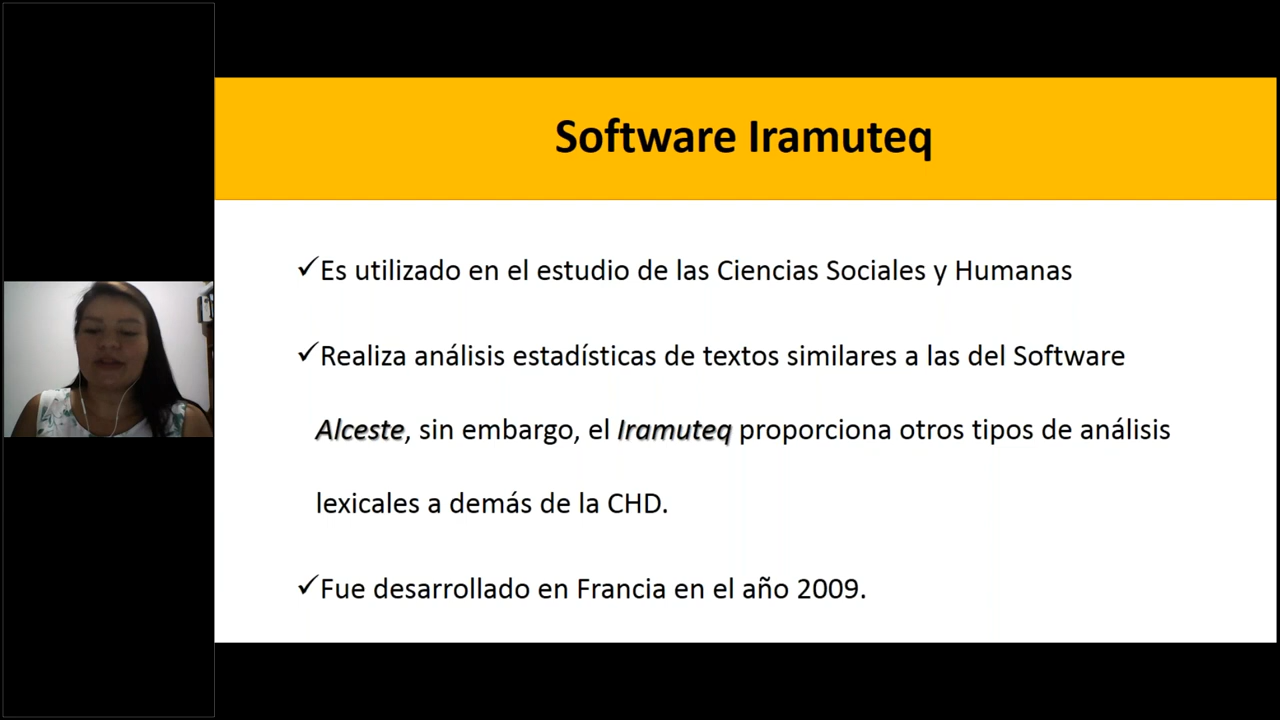 Software Iramuteq
✓Es utilizado en el estudio de las Ciencias Sociales y Humanas
✓Realiza análisis estadísticas de textos similares a las del Software
Alceste, sin embargo, el Iramuteq proporciona otros tipos de análisis
lexicales a demás de la CHD.
✓Fue desarrollado en Francia en el año 2009.